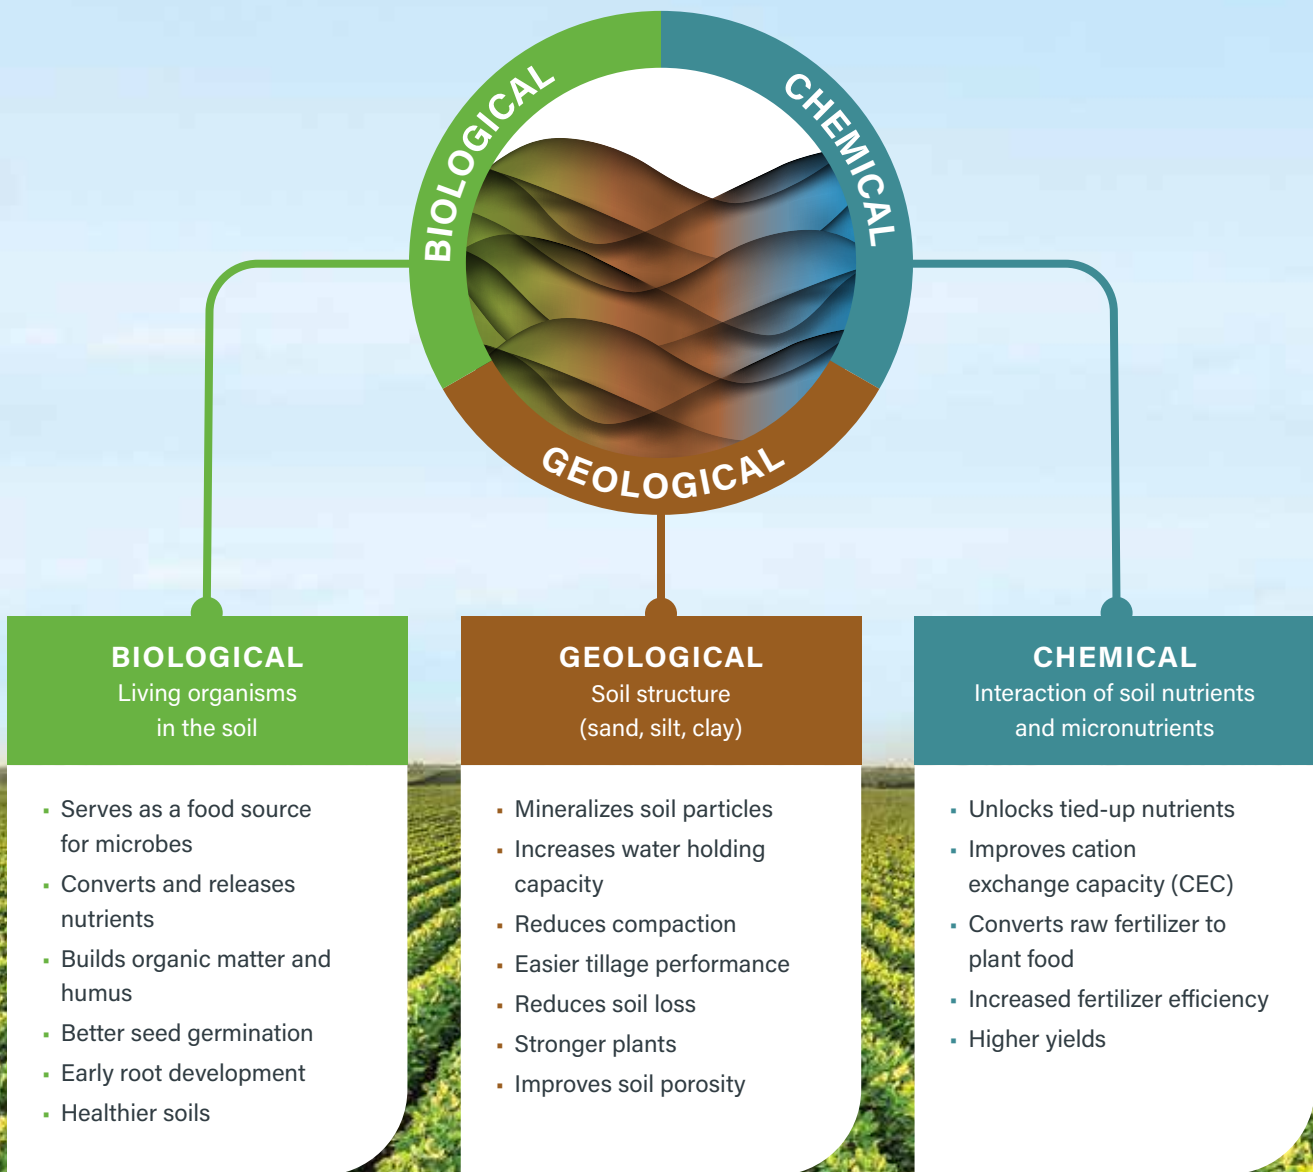 BIOLOGICAL
CHEMICAL
GEOLOGICAL
BIOLOGICAL
Living organisms
in the soil
▪ Serves as a food source
for microbes
▪ Converts and releases
nutrients
▪ Builds organic matter and
humus
▪ Better seed germination
▪ Early root development
▪ Healthier soils
GEOLOGICAL
Soil structure
(sand, silt, clay)
▪ Mineralizes soil particles
▪ Increases water holding
capacity
▪ Reduces compaction
▪ Easier tillage performance
▪ Reduces soil loss
▪ Stronger plants
▪ Improves soil porosity
CHEMICAL
Interaction of soil nutrients
and micronutrients
▪ Unlocks tied-up nutrients
▪ Improves cation
exchange capacity (CEC)
▪ Converts raw fertilizer to
plant food
▪ Increased fertilizer efficiency
▪ Higher yields